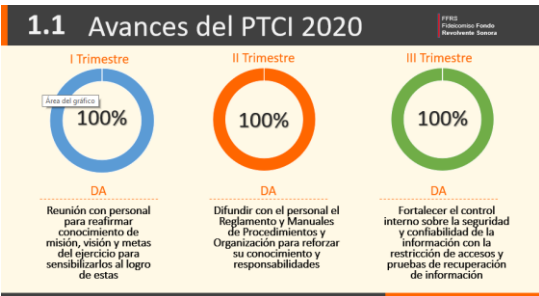 1.1 Avances del PTCI 2020
FFRS
Fideicomiso Fondo
Revolvente Sonora
I Trimestre
Área del gráfico
100%
DA
Reunión con personal
para reafirmar
conocimiento de
misión, visión y metas
del ejercicio para
sensibilizarlos al logro
de estas
II Trimestre
100%
DA
Difundir con el personal el
Reglamento y Manuales
de Procedimientos y
Organización para reforzar
su conocimiento y
responsabilidades
III Trimestre
100%
DA
Fortalecer el control
interno sobre la seguridad
y confiabilidad de la
información con la
restricción de accesos y
pruebas de recuperación
de información